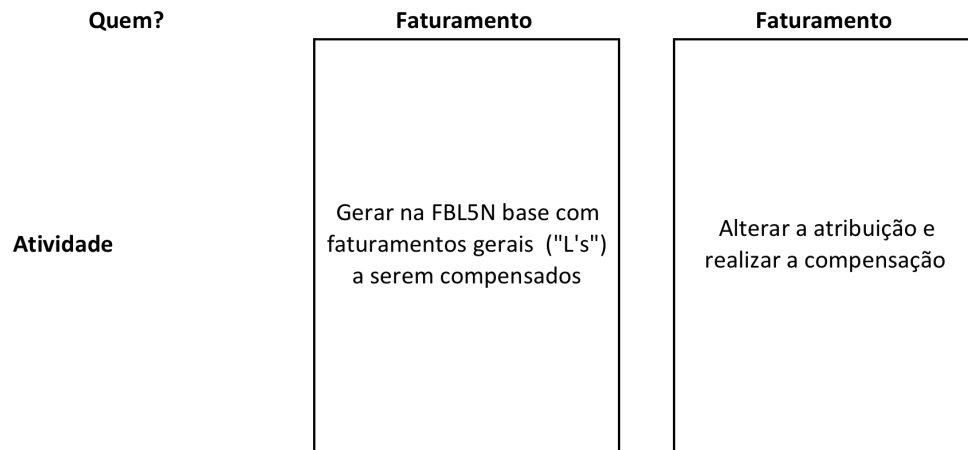 Quem?
Faturamento
Faturamento
Atividade
Gerar na FBL5N base com
faturamentos gerais  ("L's")
a serem compensados
Alterar a atribuição e
realizar a compensação